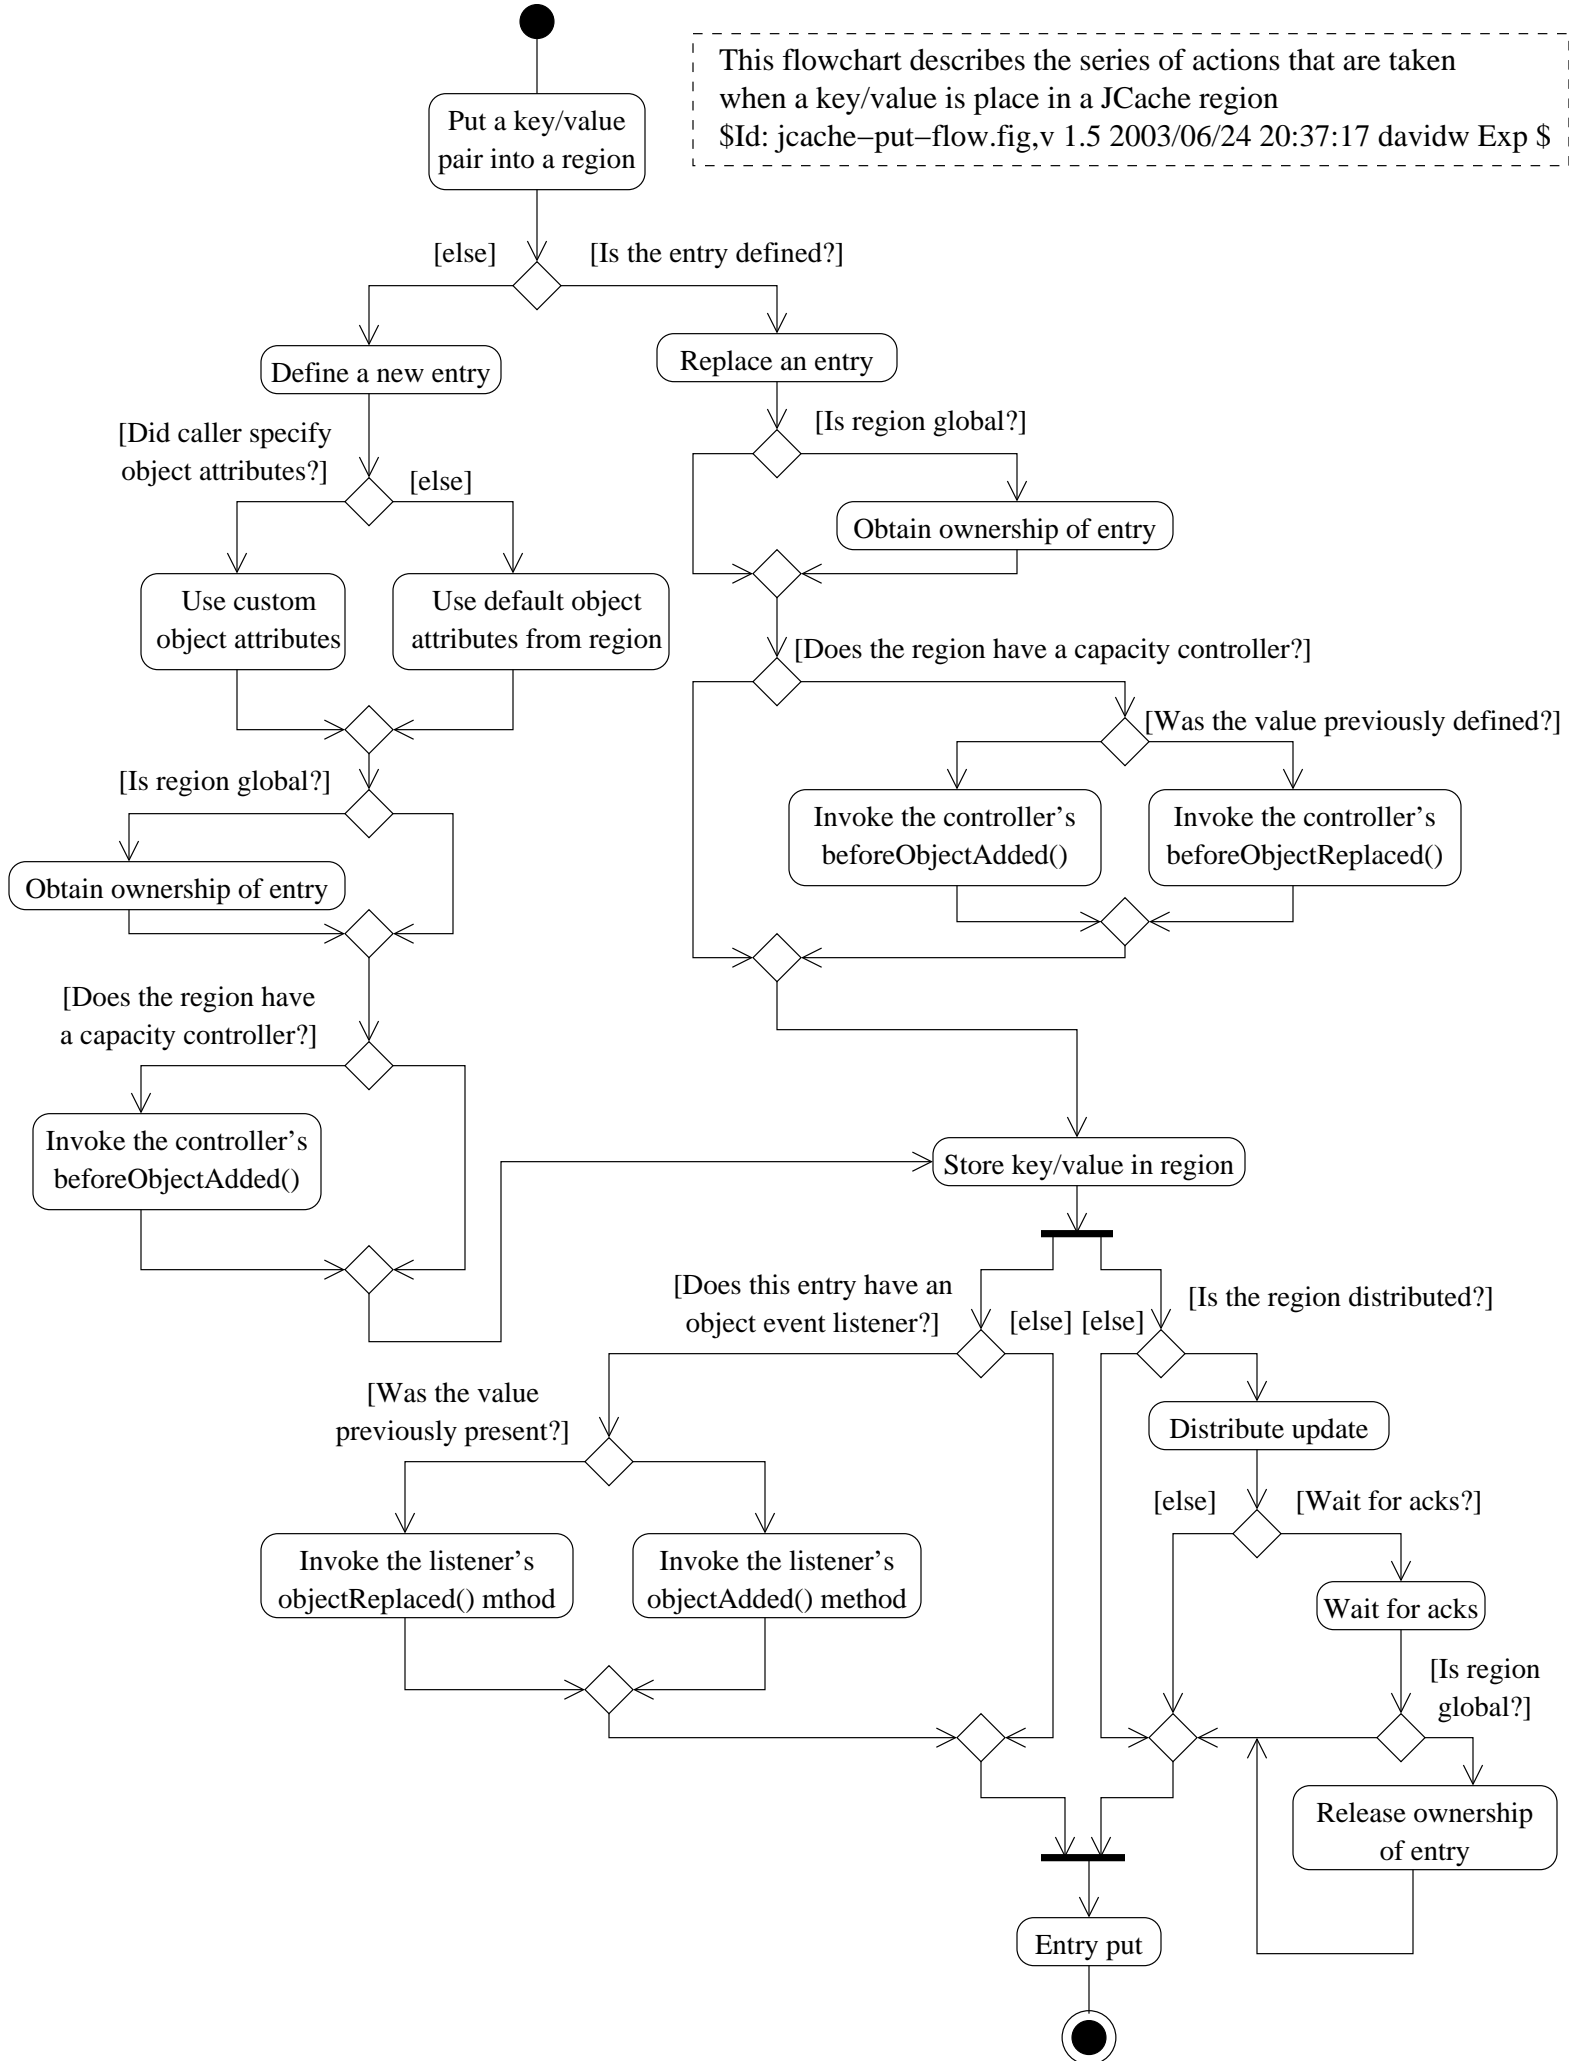 This flowchart describes the series of actions that are taken
when a key/value is place in a JCache region
$Id: jcache−put−flow.fig,v 1.5 2003/06/24 20:37:17 davidw Exp $
Put a key/value
pair into a region
[else]
[Is the entry defined?]
Define a new entry
Replace an entry
[Did caller specify
object attributes?]
[else]
[Is region global?]
Obtain ownership of entry
Use custom
object attributes
Use default object
attributes from region
[Does the region have a capacity controller?]
[Was the value previously defined?]
[Is region global?]
Invoke the controller's
beforeObjectAdded()
Invoke the controller's
beforeObjectReplaced()
Obtain ownership of entry
[Does the region have
a capacity controller?]
Invoke the controller's
beforeObjectAdded()
Store key/value in region
[Does this entry have an
object event listener?]
[else]
[else]
[Is the region distributed?]
[Was the value
previously present?]
Distribute update
[else]
[Wait for acks?]
Invoke the listener's
objectReplaced() mthod
Invoke the listener's
objectAdded() method
Wait for acks
[Is region
global?]
Release ownership
of entry
Entry put